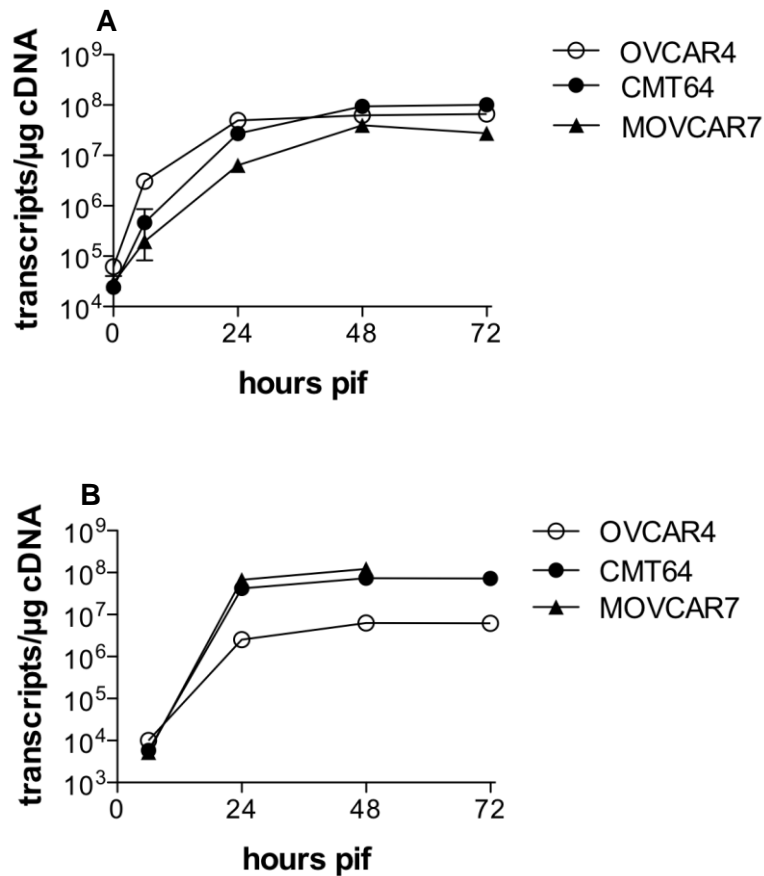 A
transcripts/µg cDNA
10⁹
10⁸
10⁷
10⁶
10⁵
10⁴
0 24 48 72
hours pif
OVCAR4
CMT64
MOVCAR7
B
transcripts/µg cDNA
10⁹
10⁸
10⁷
10⁶
10⁵
10⁴
10³
0 24 48 72
hours pif
OVCAR4
CMT64
MOVCAR7